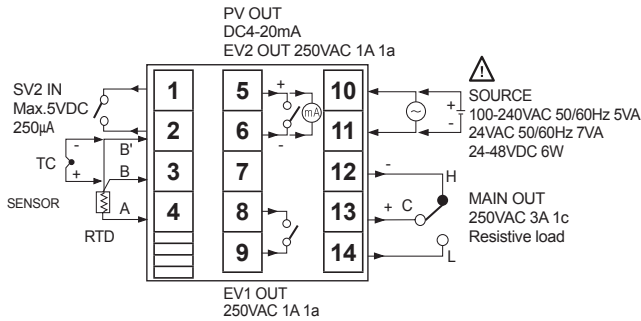 PV OUT
DC4-20mA
EV2 OUT 250VAC 1A 1a
SV2 IN
Max.5VDC
250µA
1
2
3
4
5
6
7
8
9
10
11
12
13
14
+
-
mA
+
-
SOURCE
100-240VAC 50/60Hz 5VA
24VAC 50/60Hz 7VA
24-48VDC 6W
TC
-
+
B'
B
A
SENSOR
RTD
-
H
+ C
L
MAIN OUT
250VAC 3A 1c
Resistive load
EV1 OUT
250VAC 1A 1a